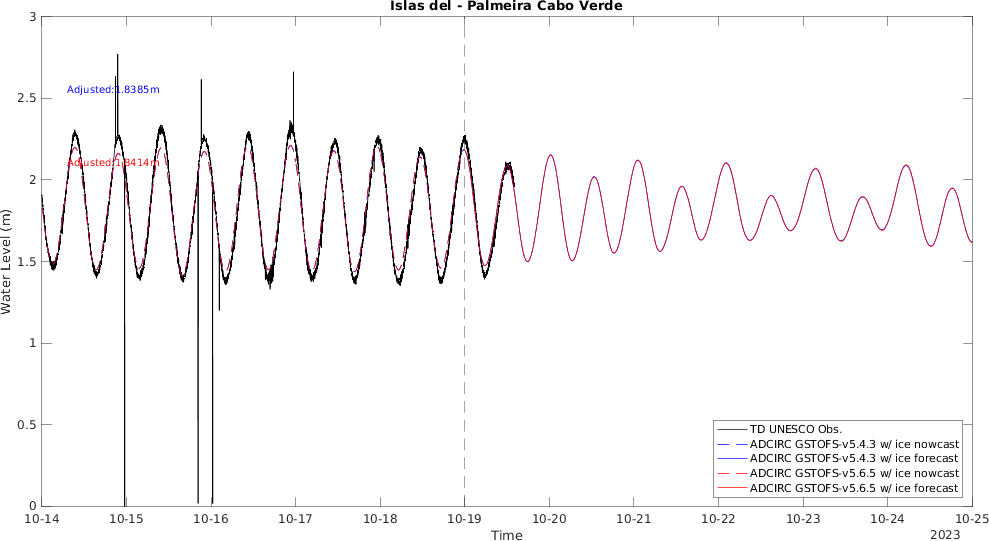 Islas del - Palmeira Cabo Verde
3
2.5
2
1.5
1
0.5
0
Water Level (m)
Adjusted:1.8385m
Adjusted:1.8414m
TD UNESCO Obs.
ADCIRC GSTOFS-v5.4.3 w/ ice nowcast
ADCIRC GSTOFS-v5.4.3 w/ ice forecast
ADCIRC GSTOFS-v5.6.5 w/ ice nowcast
ADCIRC GSTOFS-v5.6.5 w/ ice forecast
10-14 10-15 10-16 10-17 10-18 10-19 10-20 10-21 10-22 10-23 10-24 10-25
Time
2023